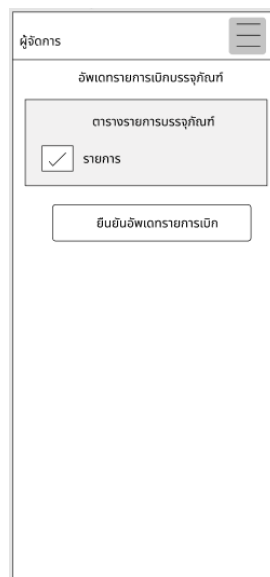 ผู้จัดการ
อัพเดทรายการเบิกบรรจุภัณฑ์
ตารางรายการบรรจุภัณฑ์
รายการ
ยืนยันอัพเดทรายการเบิก